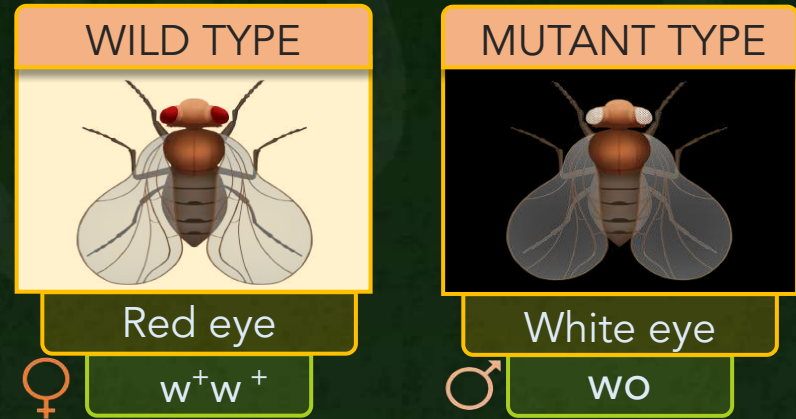 WILD TYPE
Red eye
♀ w⁺w ⁺
MUTANT TYPE
White eye
♂ wo